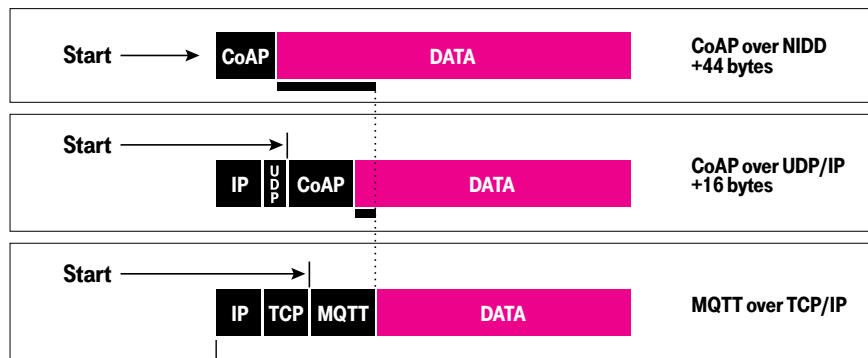 Start
CoAP DATA
CoAP over NIDD
+44 bytes
Start
IP UDP CoAP DATA
CoAP over UDP/IP
+16 bytes
Start
IP TCP MQTT DATA
MQTT over TCP/IP